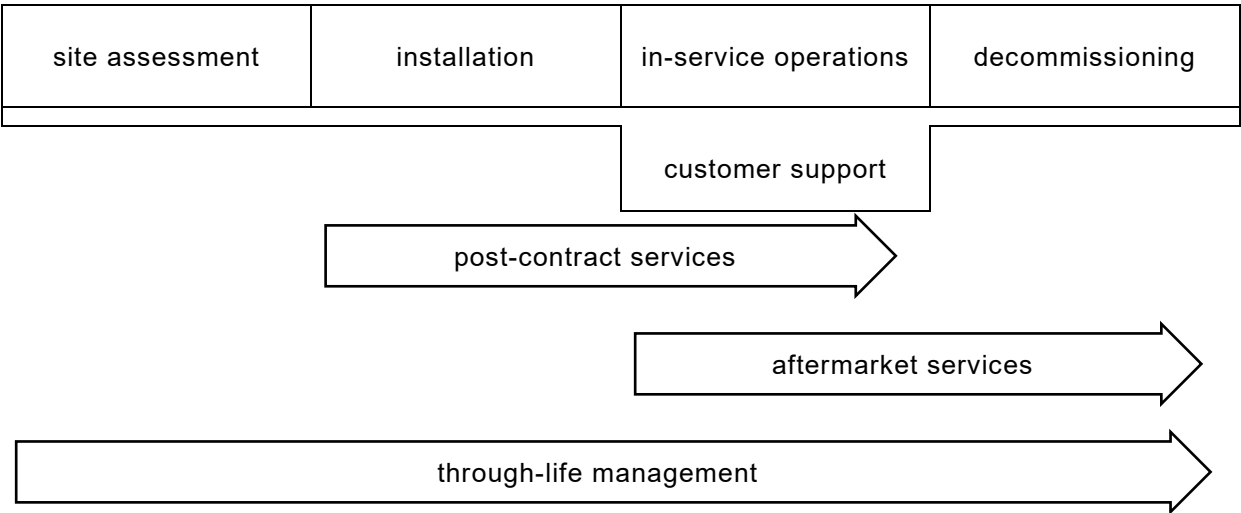 site assessment
installation
in-service operations
decommissioning
customer support
post-contract services
aftermarket services
through-life management